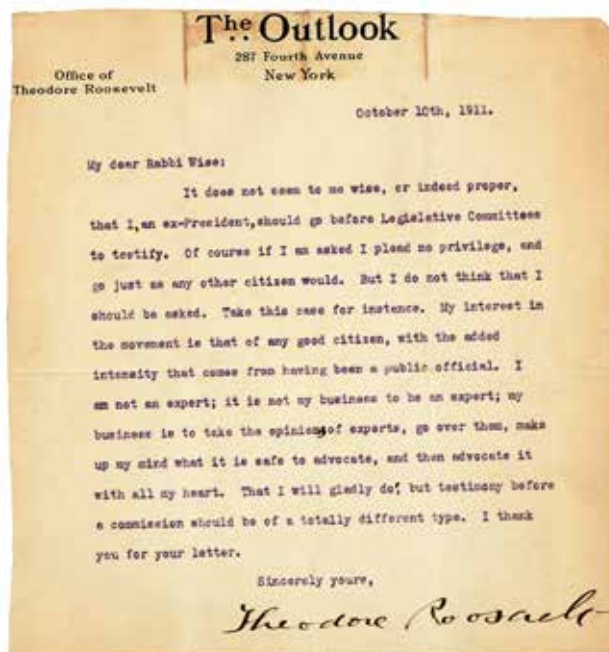 The Outlook
287 Fourth Avenue
New York
Office of
Theodore Roosevelt
October 10th, 1911.
My dear Rabbi Wise:
It does not seem to me wise, or indeed proper,
that I, an ex-President, should go before Legislative Committees
to testify. Of course if I am asked I plead no privilege, and
go just as any other citizen would. But I do not think that I
should be asked. Take this case for instance. My interest in
the movement is that of any good citizen, with the added
intensity that comes from having been a public official. I
am not an expert; it is not my business to be an expert; my
business is to take the opinions of experts, go over them, make
up my mind what it is safe to advocate, and then advocate it
with all my heart. That I will gladly do; but testimony before
a commission should be of a totally different type. I thank
you for your letter.
Sincerely yours,
Theodore Roosevelt